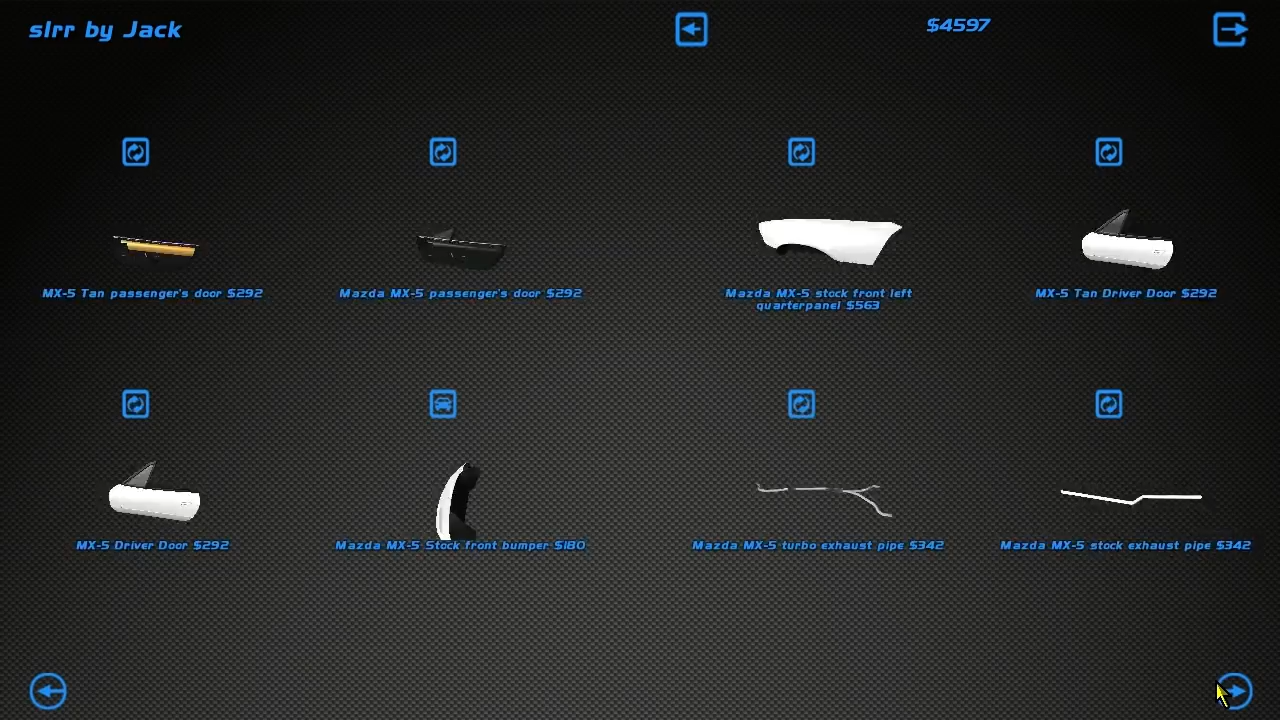 slrr by Jack
$4597
MX-5 Tan passenger's door $292
Mazda MX-5 passenger's door $292
Mazda MX-5 stock front left
quarterpanel $563
MX-5 Tan Driver Door $292
MX-5 Driver Door $292
Mazda MX-5 Stock front bumper $180
Mazda MX-5 turbo exhaust pipe $342
Mazda MX-5 stock exhaust pipe $342